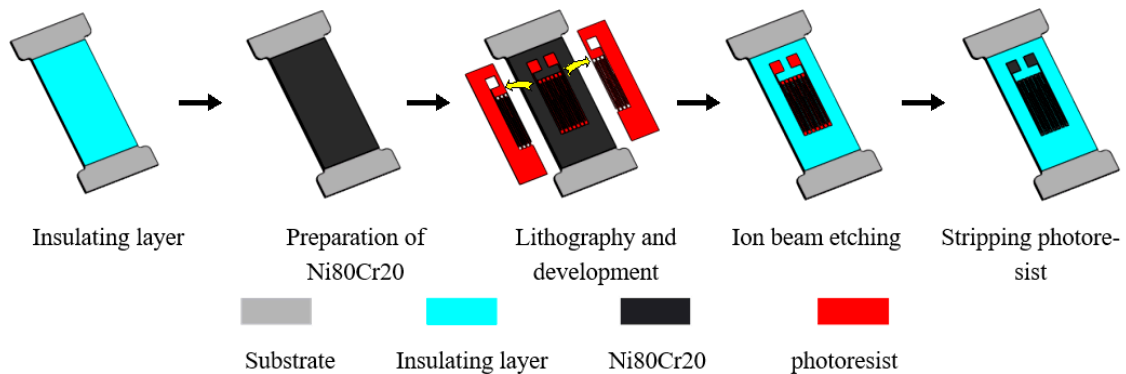 Insulating layer
Preparation of
Ni80Cr20
Lithography and
development
Ion beam etching
Stripping photore-
sist
Substrate
Insulating layer
Ni80Cr20
photoresist